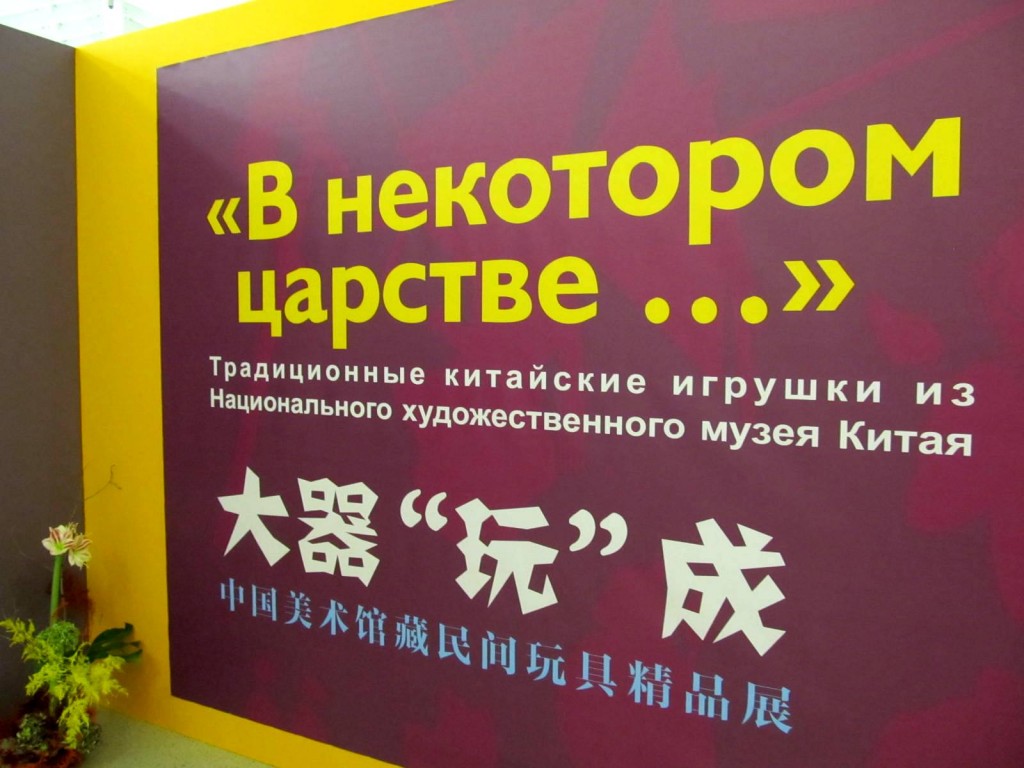 «В некотором
царстве ...»
Традиционные китайские игрушки из
Национального художественного музея Китая
大器“玩”成
中国美术馆藏民间玩具精品展